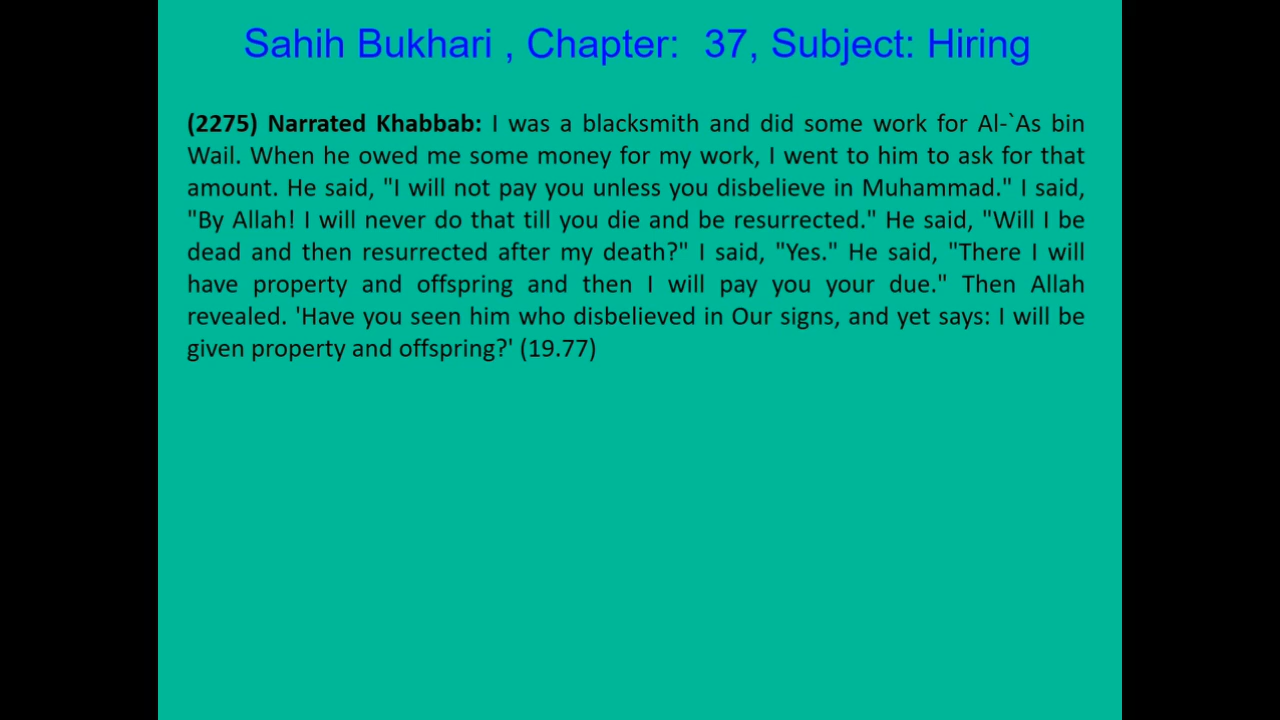 Sahih Bukhari , Chapter:  37, Subject: Hiring
(2275) Narrated Khabbab: I was a blacksmith and did some work for Al-`As bin
Wail. When he owed me some money for my work, I went to him to ask for that
amount. He said, "I will not pay you unless you disbelieve in Muhammad." I said,
"By Allah! I will never do that till you die and be resurrected." He said, "Will I be
dead and then resurrected after my death?" I said, "Yes." He said, "There I will
have property and offspring and then I will pay you your due." Then Allah
revealed. 'Have you seen him who disbelieved in Our signs, and yet says: I will be
given property and offspring?' (19.77)